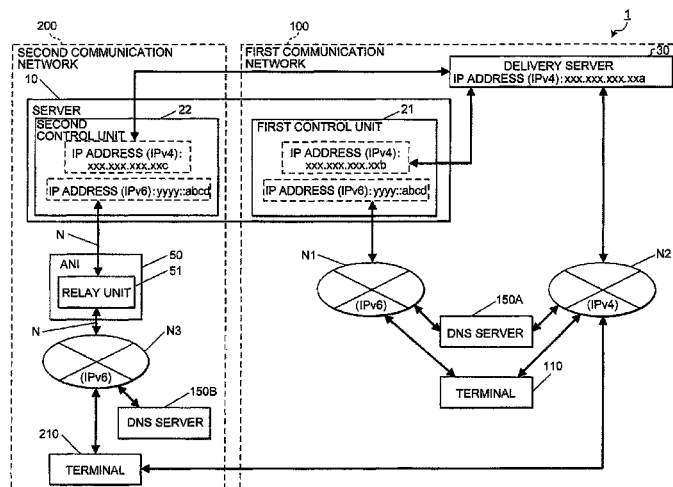 1
200
100
30
SECOND COMMUNICATION
NETWORK
FIRST COMMUNICATION
NETWORK
DELIVERY SERVER
IP ADDRESS (IPv4):xxx.xxx.xxx.xxa
10
SERVER
22
SECOND
CONTROL UNIT
IP ADDRESS (IPv4):
xxx.xxx.xxx.xxc
IP ADDRESS (IPv6):yyyy::abcd
21
FIRST CONTROL UNIT
IP ADDRESS (IPv4):
xxx.xxx.xxx.xxb
IP ADDRESS (IPv6):yyyy::abcd
N
ANI
50
51
RELAY UNIT
N
N3
(IPv6)
150B
DNS SERVER
210
TERMINAL
N1
(IPv6)
150A
DNS SERVER
N2
(IPv4)
110
TERMINAL